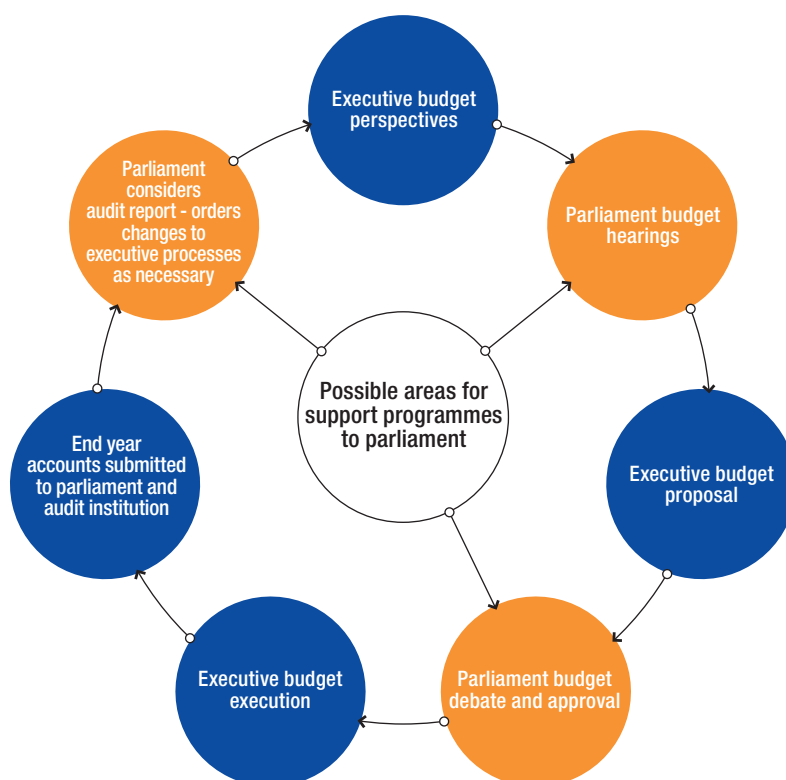 Executive budget
perspectives
Parliament
considers
audit report - orders
changes to
executive processes
as necessary
Parliament budget
hearings
Possible areas for
support programmes
to parliament
End year
accounts submitted
to parliament and
audit institution
Executive budget
proposal
Executive budget
execution
Parliament budget
debate and approval